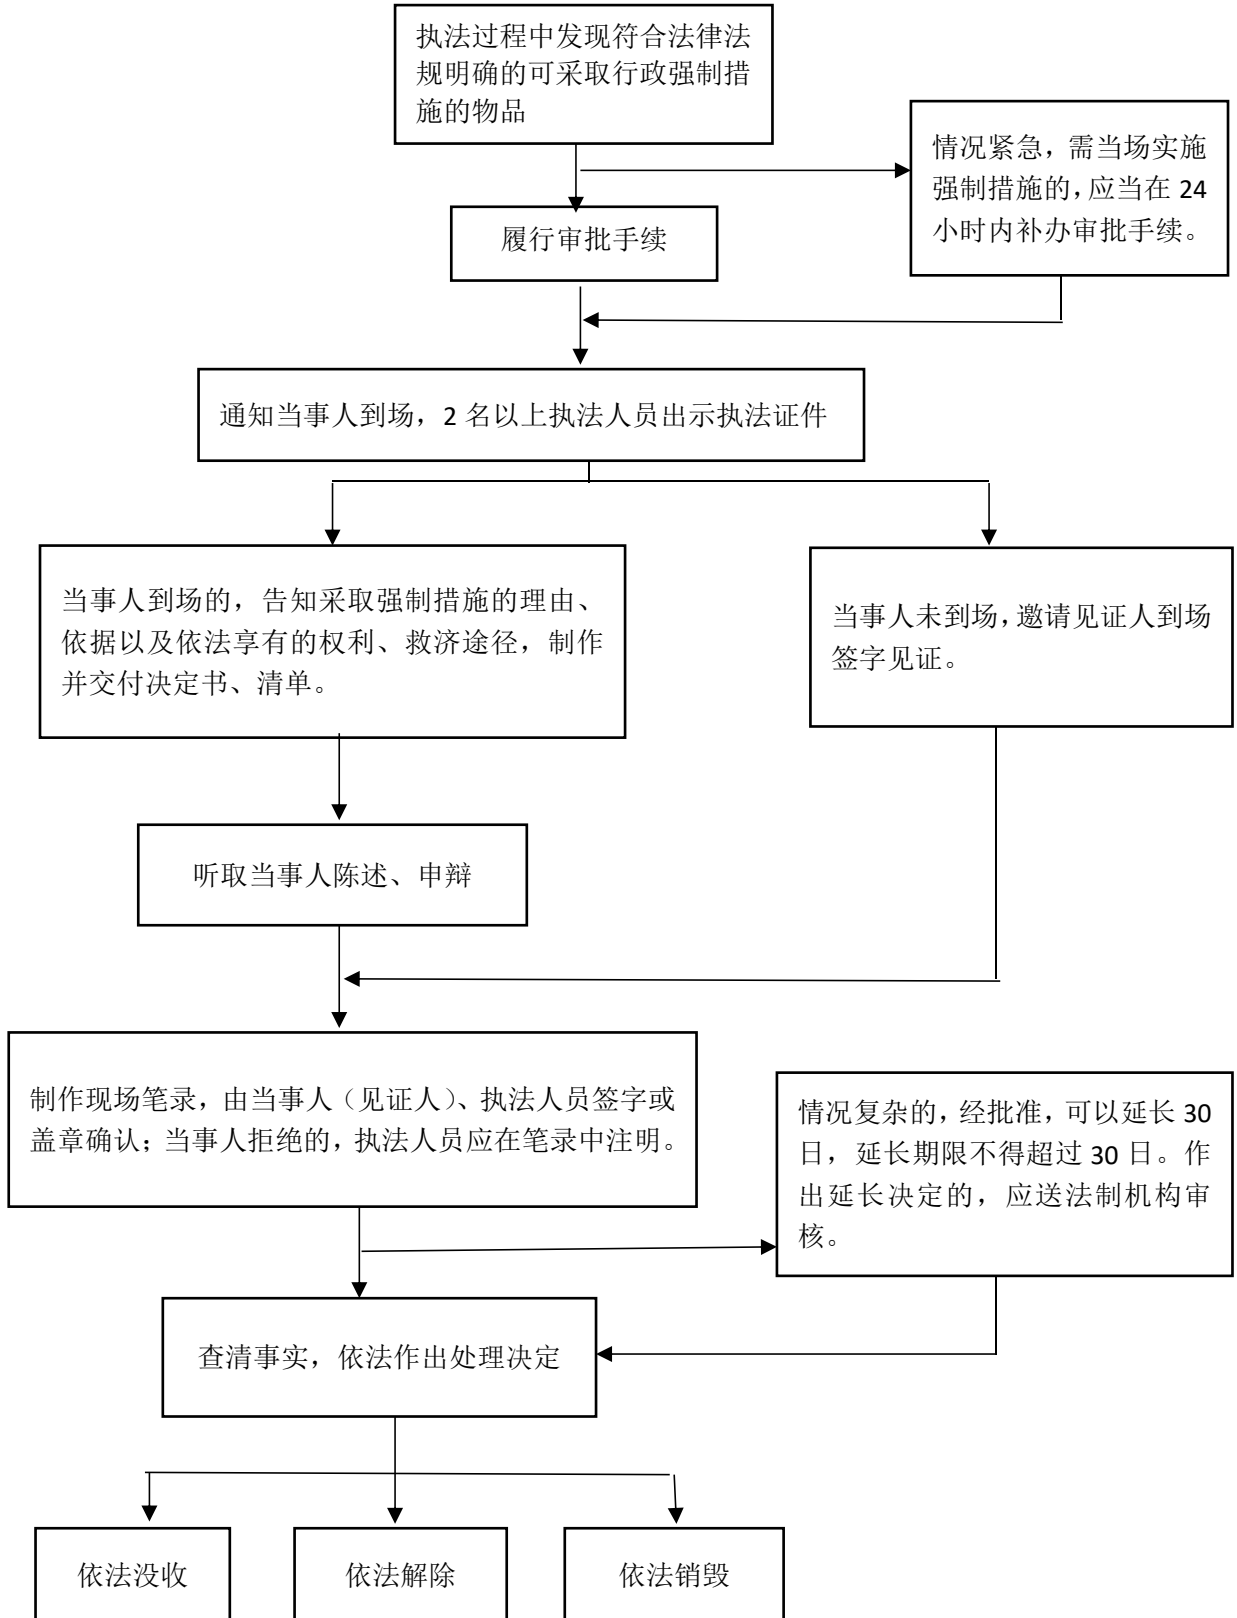 执法过程中发现符合法律法
规明确的可采取行政强制措
施的物品
情况紧急，需当场实施
强制措施的，应当在 24
小时内补办审批手续。
履行审批手续
通知当事人到场，2 名以上执法人员出示执法证件
当事人到场的，告知采取强制措施的理由、
依据以及依法享有的权利、救济途径，制作
并交付决定书、清单。
当事人未到场，邀请见证人到场
签字见证。
听取当事人陈述、申辩
制作现场笔录，由当事人（见证人）、执法人员签字或
盖章确认；当事人拒绝的，执法人员应在笔录中注明。
情况复杂的，经批准，可以延长 30
日，延长期限不得超过 30 日。作
出延长决定的，应送法制机构审
核。
查清事实，依法作出处理决定
依法没收
依法解除
依法销毁